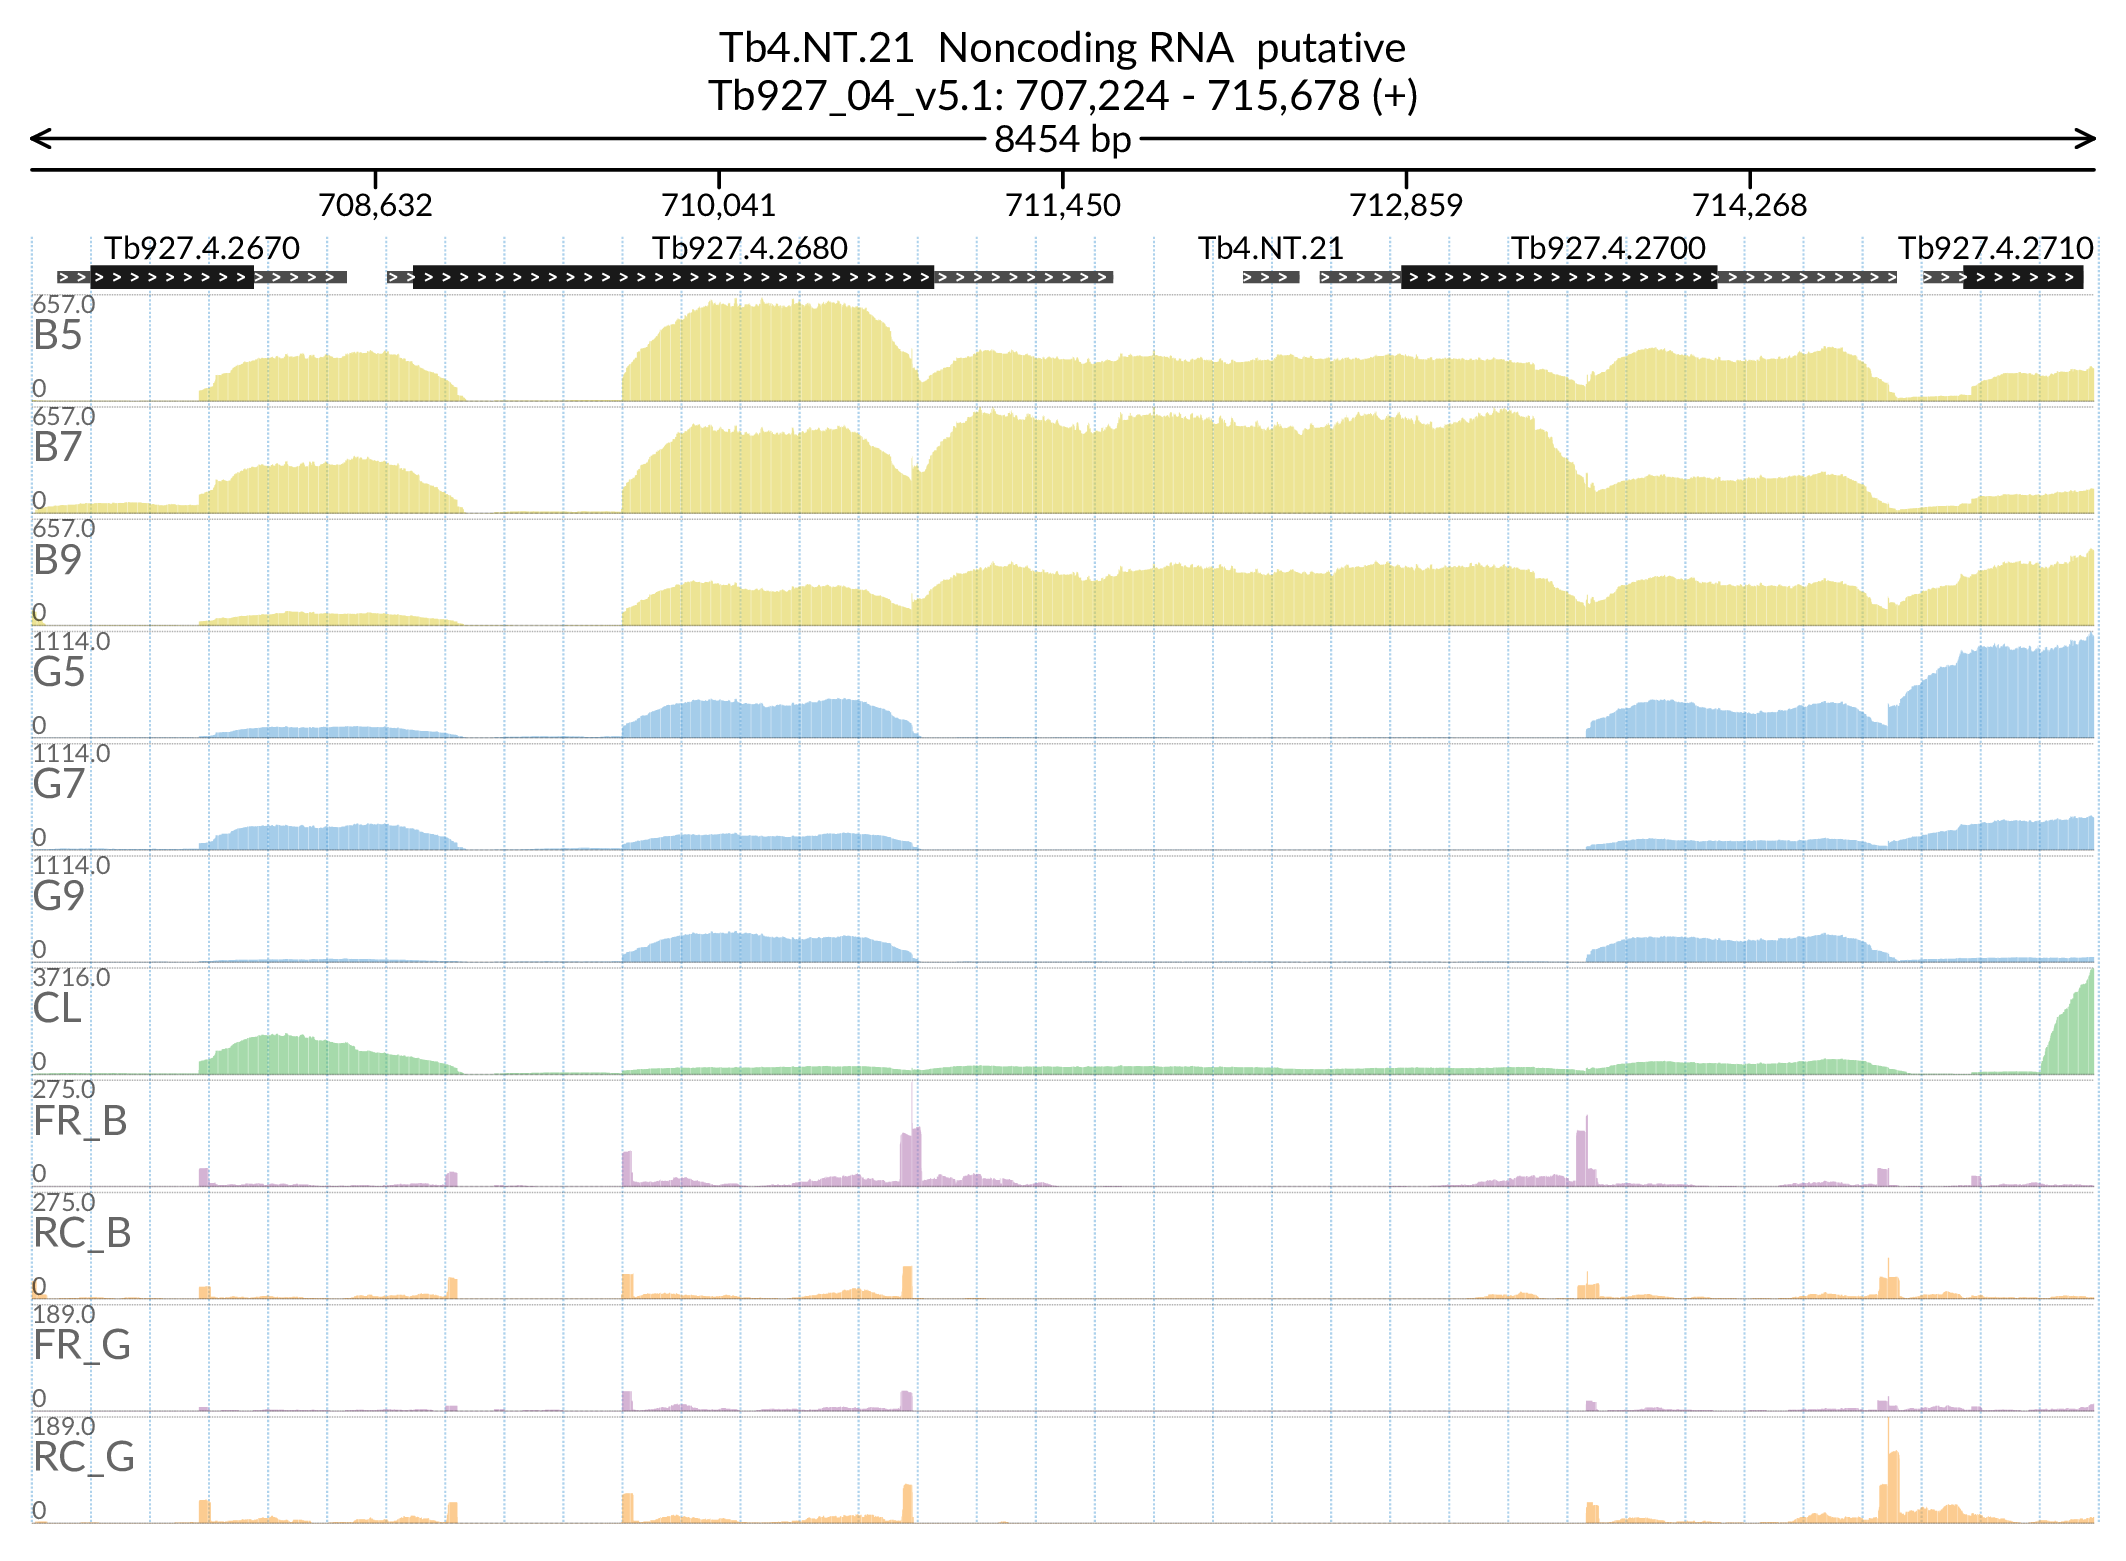 Tb4.NT.21 Noncoding RNA putative
Tb927_04_v5.1: 707,224 - 715,678 (+)
8454 bp
708,632 710,041 711,450 712,859 714,268
Tb927.4.2670 Tb927.4.2680 Tb4.NT.21 Tb927.4.2700 Tb927.4.2710
657.0
B5
0
657.0
B7
0
657.0
B9
0
1114.0
G5
0
1114.0
G7
0
1114.0
G9
0
3716.0
CL
0
275.0
FR_B
0
275.0
RC_B
0
189.0
FR_G
0
189.0
RC_G
0